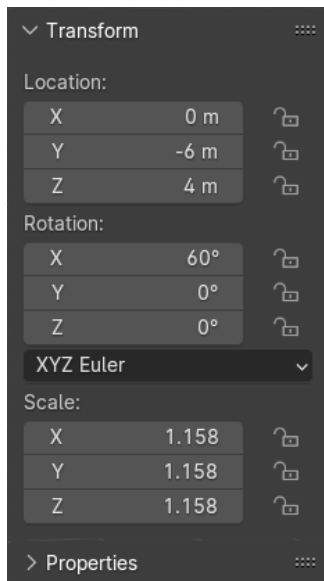 Transform
Location:
X 0 m
Y -6 m
Z 4 m
Rotation:
X 60°
Y 0°
Z 0°
XYZ Euler
Scale:
X 1.158
Y 1.158
Z 1.158
Properties